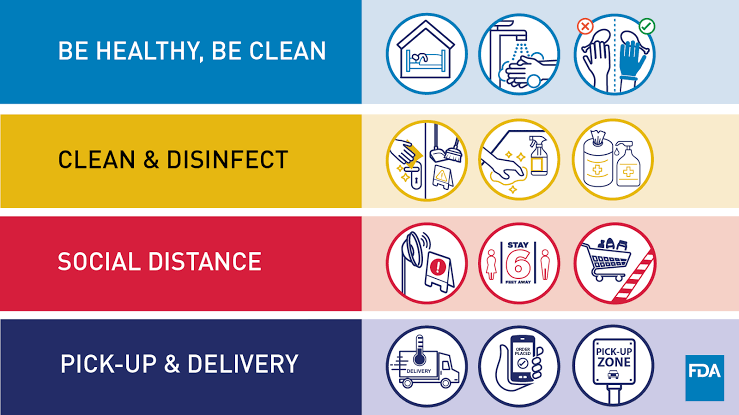 BE HEALTHY, BE CLEAN
CLEAN & DISINFECT
SOCIAL DISTANCE
STAY
6
FEET AWAY
PICK-UP & DELIVERY
DELIVERY
ORDER
PLACED
PICK-UP
ZONE
FDA